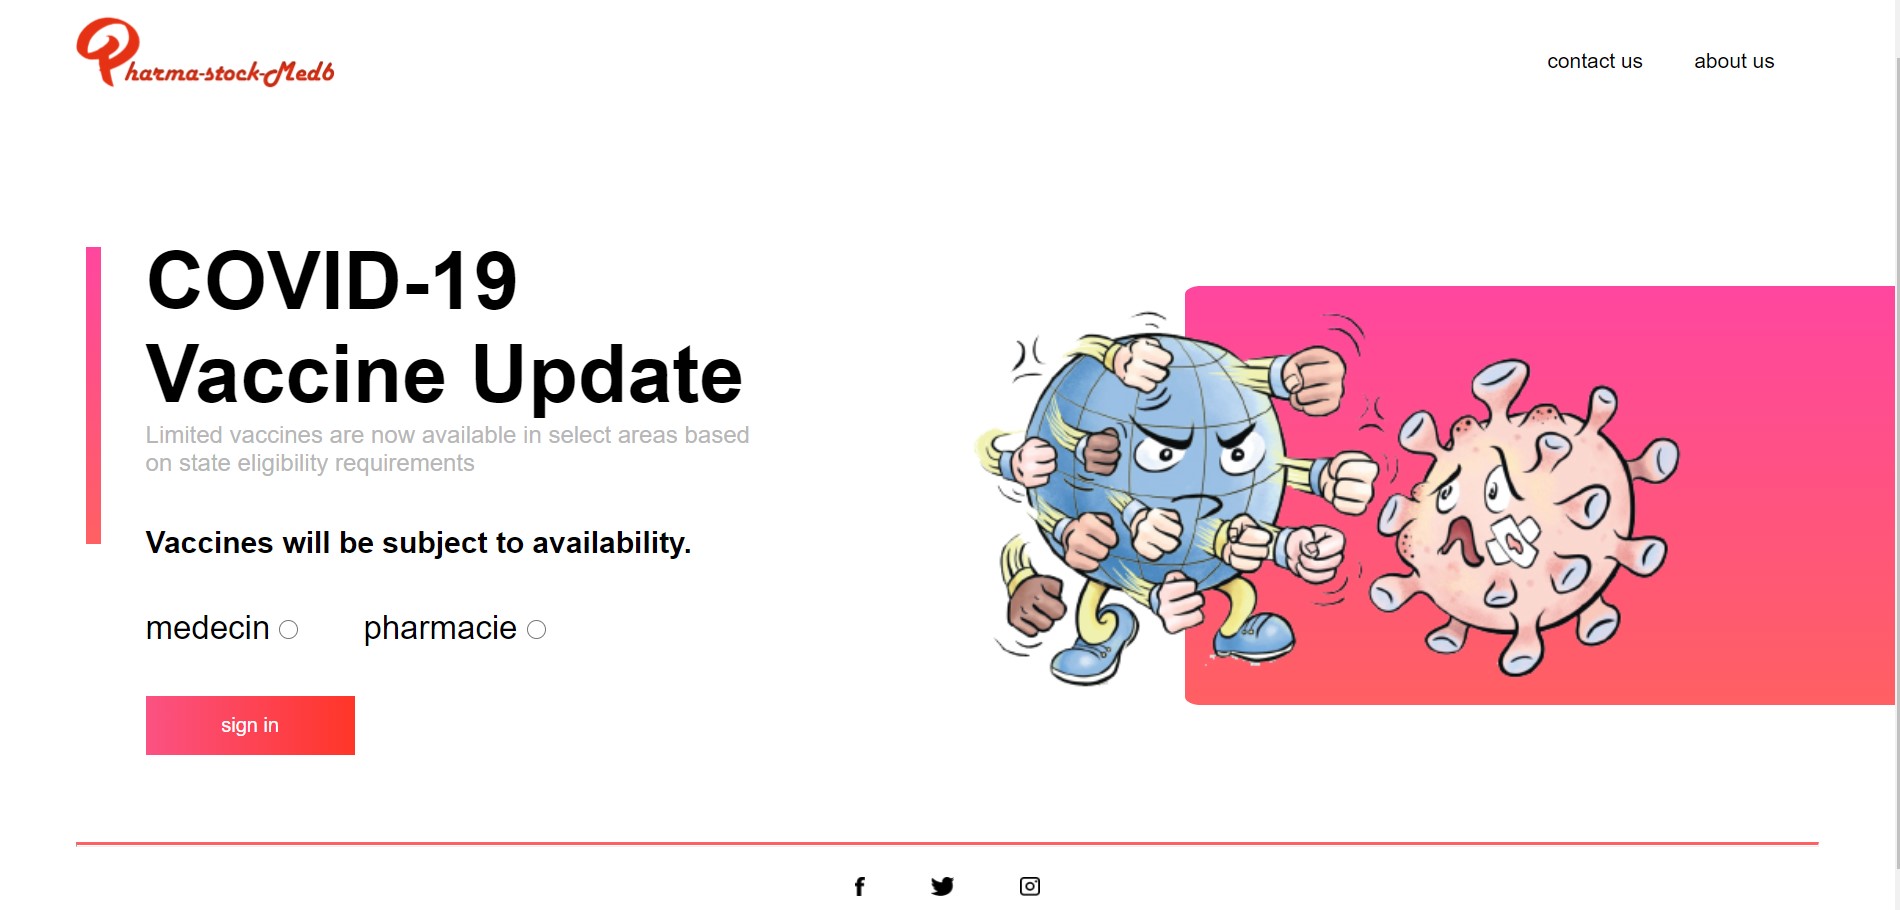 Pharma-stock-Med6
contact us
about us
COVID-19
Vaccine Update
Limited vaccines are now available in select areas based
on state eligibility requirements
Vaccines will be subject to availability.
medecin
pharmacie
sign in